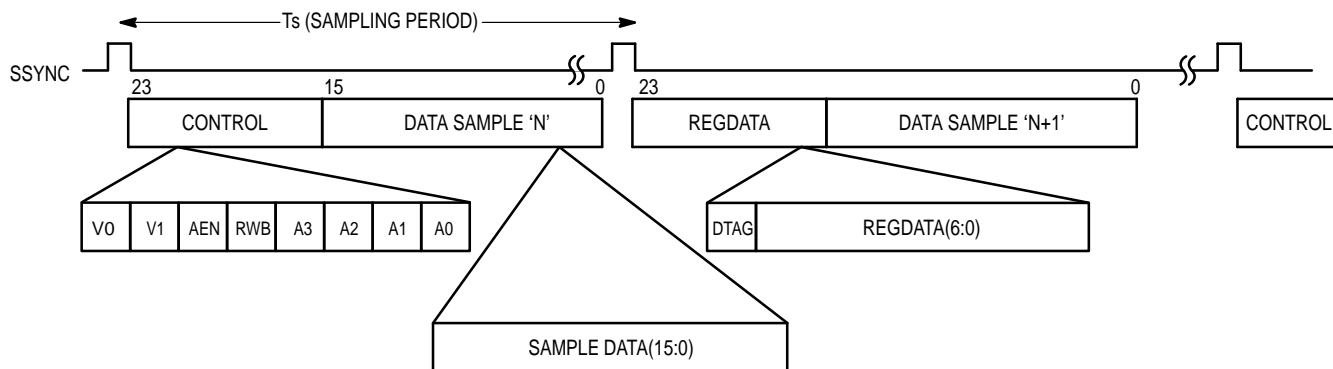 Ts (SAMPLING PERIOD)
SSYNC
23 15 0 23 0
CONTROL DATA SAMPLE 'N' REGDATA DATA SAMPLE 'N+1' CONTROL
V0 V1 AEN RWB A3 A2 A1 A0 DTAG REGDATA(6:0)
SAMPLE DATA(15:0)